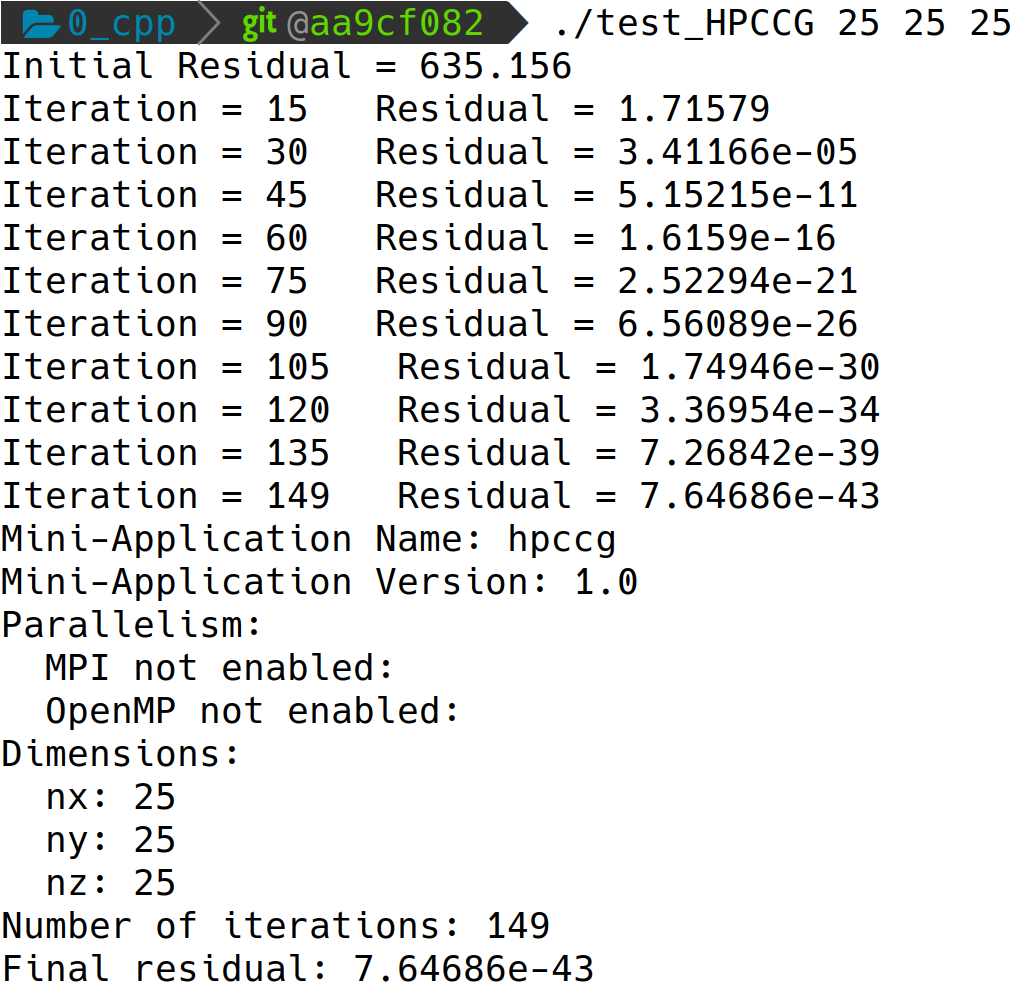 0_cpp git @aa9cf082 ./test_HPCCG 25 25 25
Initial Residual = 635.156
Iteration = 15   Residual = 1.71579
Iteration = 30   Residual = 3.41166e-05
Iteration = 45   Residual = 5.15215e-11
Iteration = 60   Residual = 1.6159e-16
Iteration = 75   Residual = 2.52294e-21
Iteration = 90   Residual = 6.56089e-26
Iteration = 105   Residual = 1.74946e-30
Iteration = 120   Residual = 3.36954e-34
Iteration = 135   Residual = 7.26842e-39
Iteration = 149   Residual = 7.64686e-43
Mini-Application Name: hpccg
Mini-Application Version: 1.0
Parallelism:
  MPI not enabled:
  OpenMP not enabled:
Dimensions:
  nx: 25
  ny: 25
  nz: 25
Number of iterations: 149
Final residual: 7.64686e-43